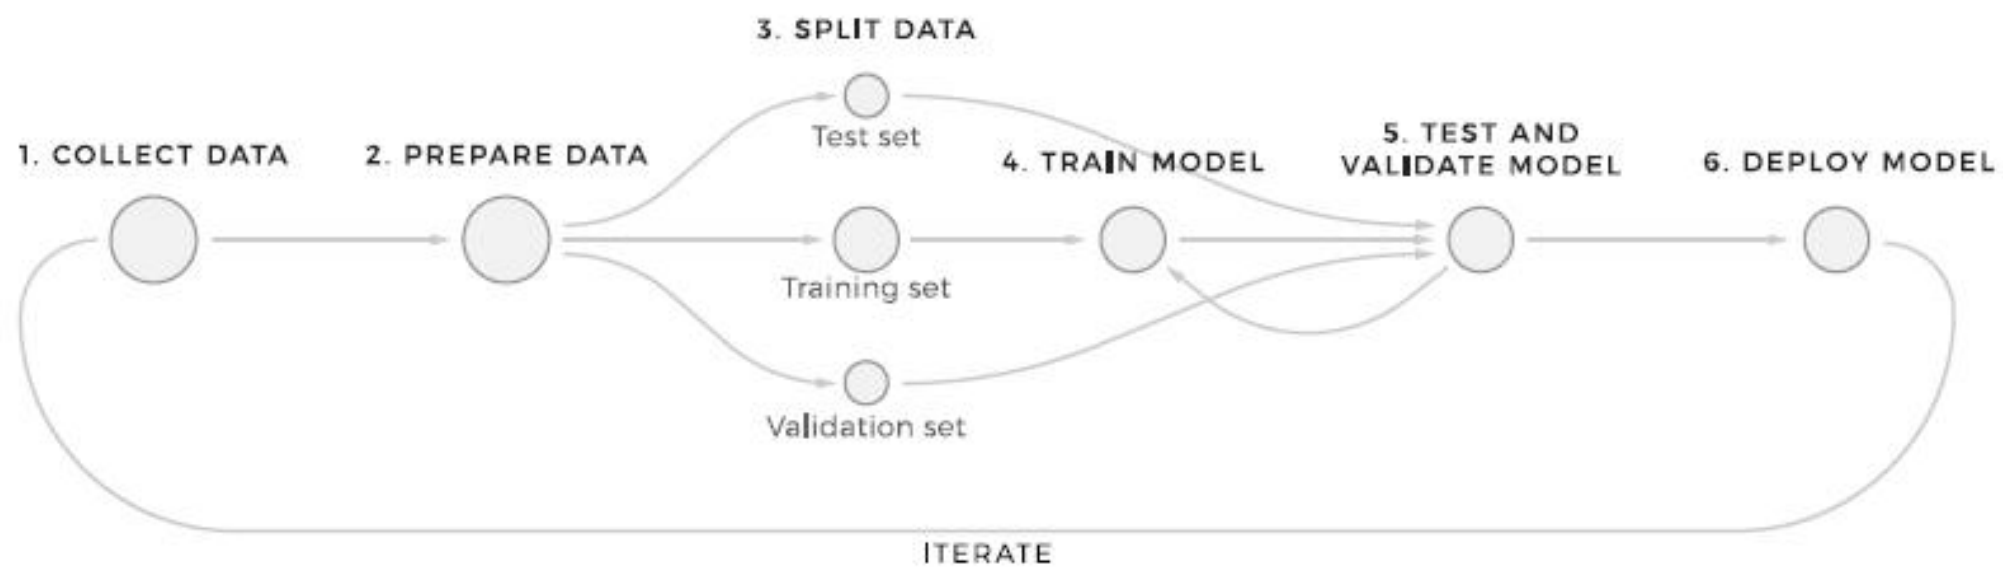 3. SPLIT DATA
Test set
1. COLLECT DATA
2. PREPARE DATA
4. TRAIN MODEL
5. TEST AND
VALIDATE MODEL
6. DEPLOY MODEL
Training set
Validation set
ITERATE